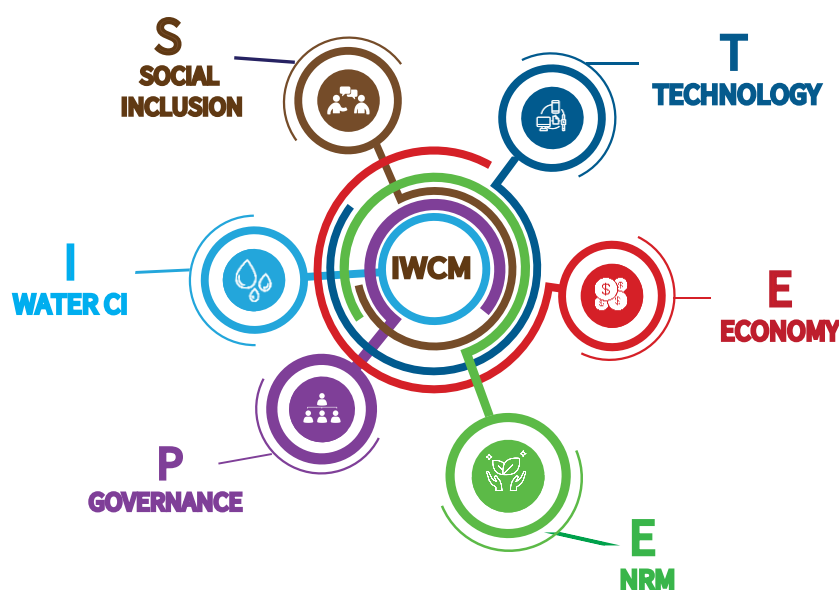 S
SOCIAL
INCLUSION
T
TECHNOLOGY
I
WATER CI
IWCM
E
ECONOMY
P
GOVERNANCE
E
NRM